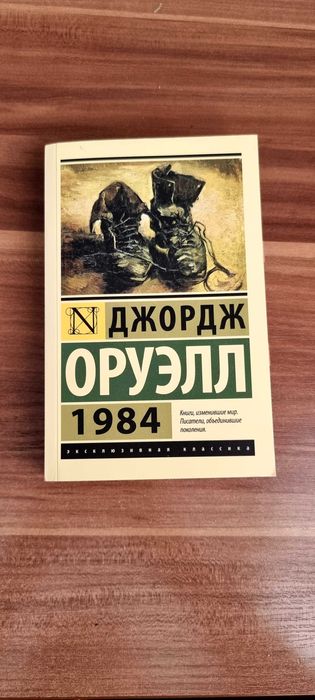 N ДЖОРДЖ
ОРУЭЛЛ
1984
Книги, изменившие мир.
Писатели, объединившие
поколения.
эксклюзивная классика